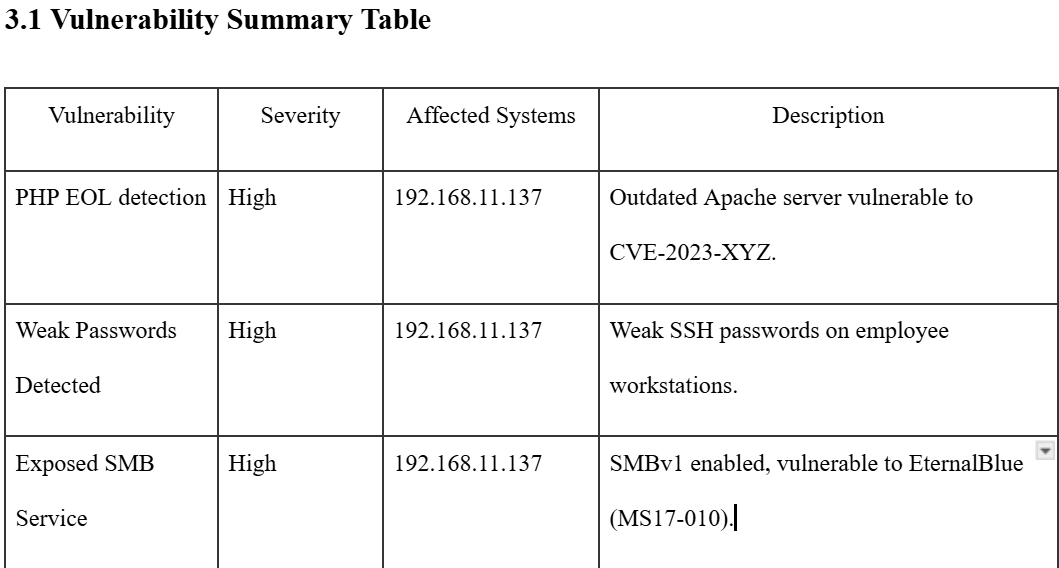 3.1 Vulnerability Summary Table
Vulnerability Severity Affected Systems Description
PHP EOL detection High 192.168.11.137 Outdated Apache server vulnerable to
CVE-2023-XYZ.
Weak Passwords High 192.168.11.137 Weak SSH passwords on employee
Detected workstations.
Exposed SMB High 192.168.11.137 SMBv1 enabled, vulnerable to EternalBlue
Service (MS17-010).